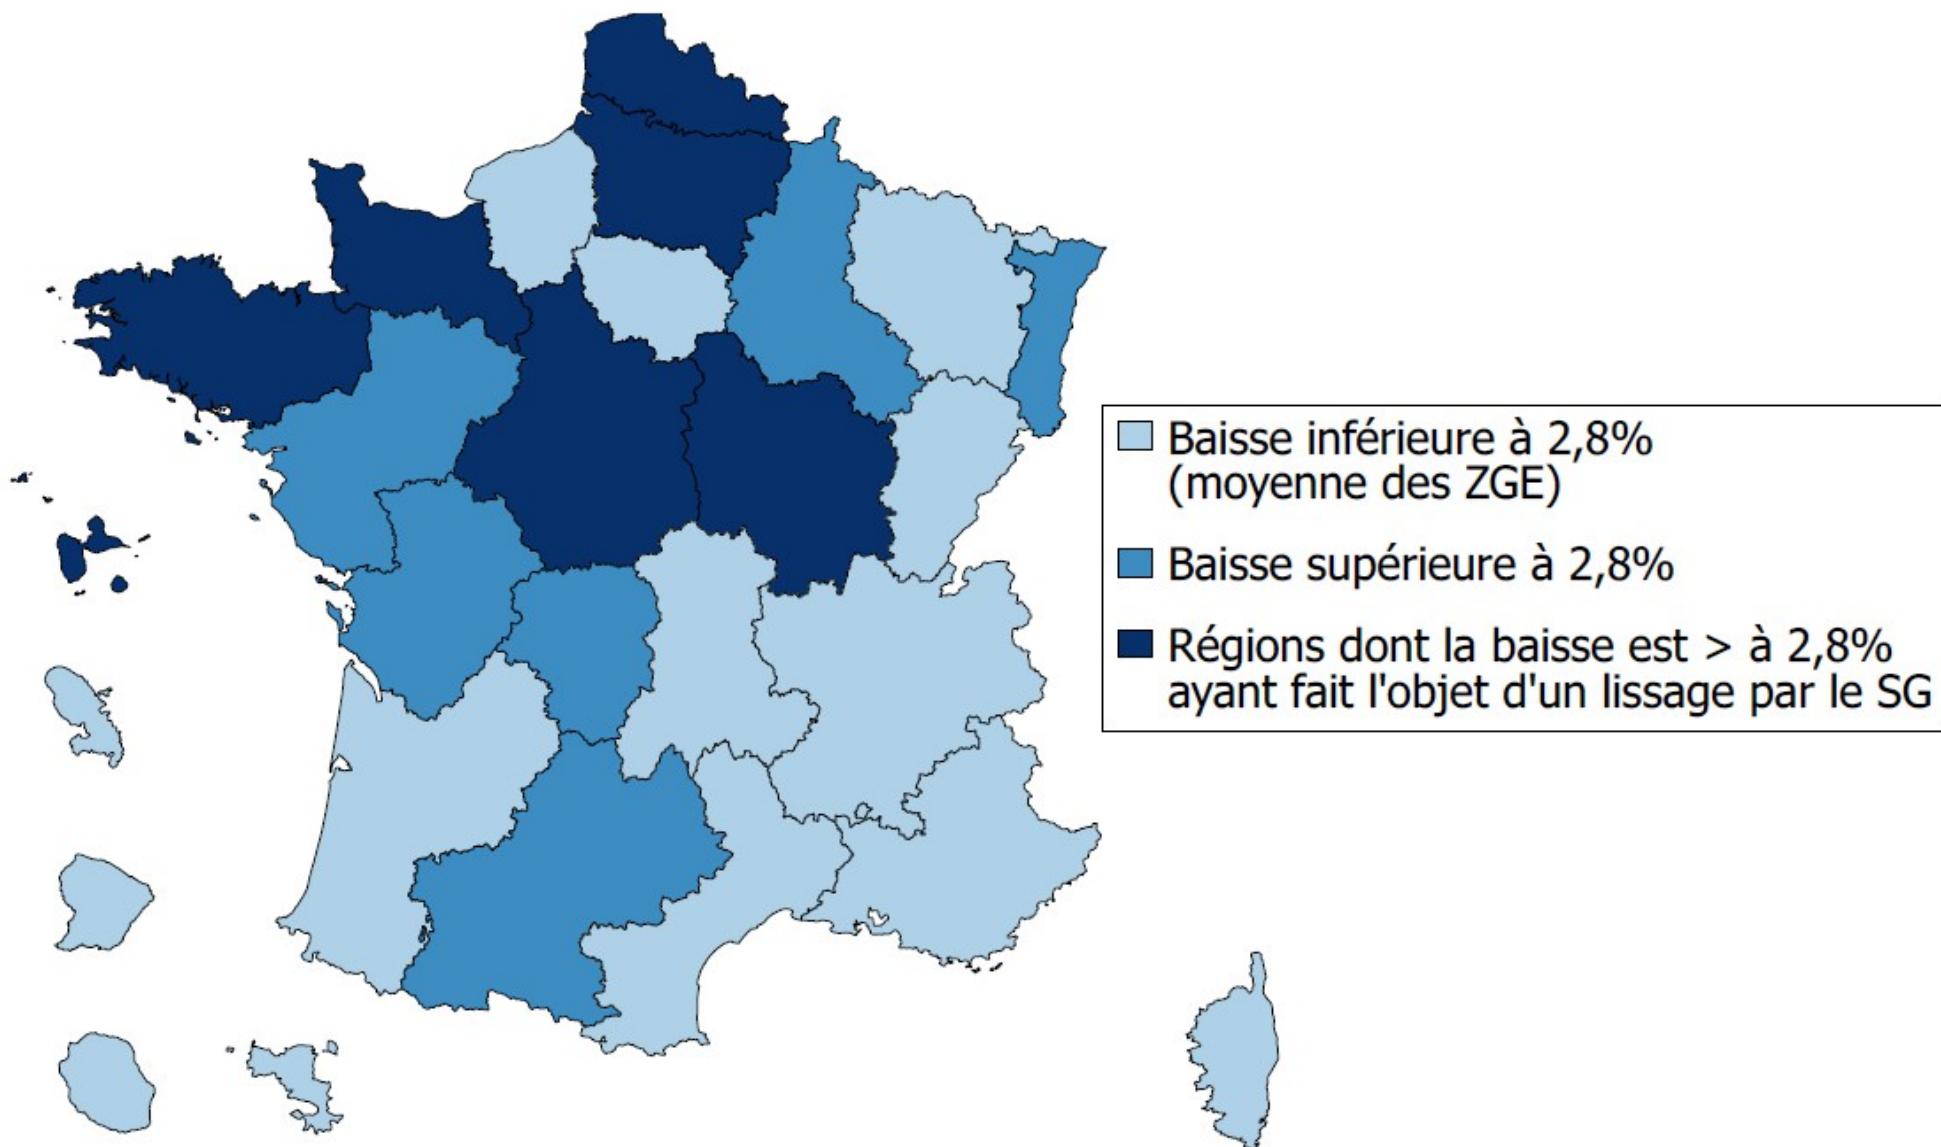 Baisse inférieure à 2,8%
(moyenne des ZGE)
Baisse supérieure à 2,8%
Régions dont la baisse est > à 2,8%
ayant fait l'objet d'un lissage par le SG